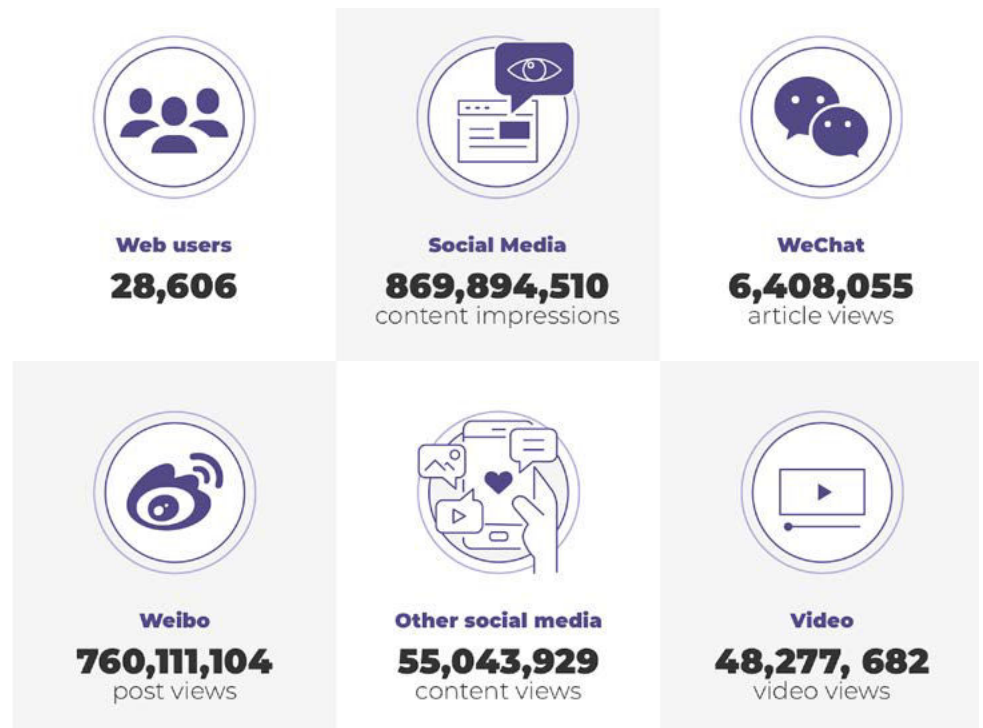 Web users
28,606
Social Media
869,894,510
content impressions
WeChat
6,408,055
article views
Weibo
760,111,104
post views
Other social media
55,043,929
content views
Video
48,277, 682
video views